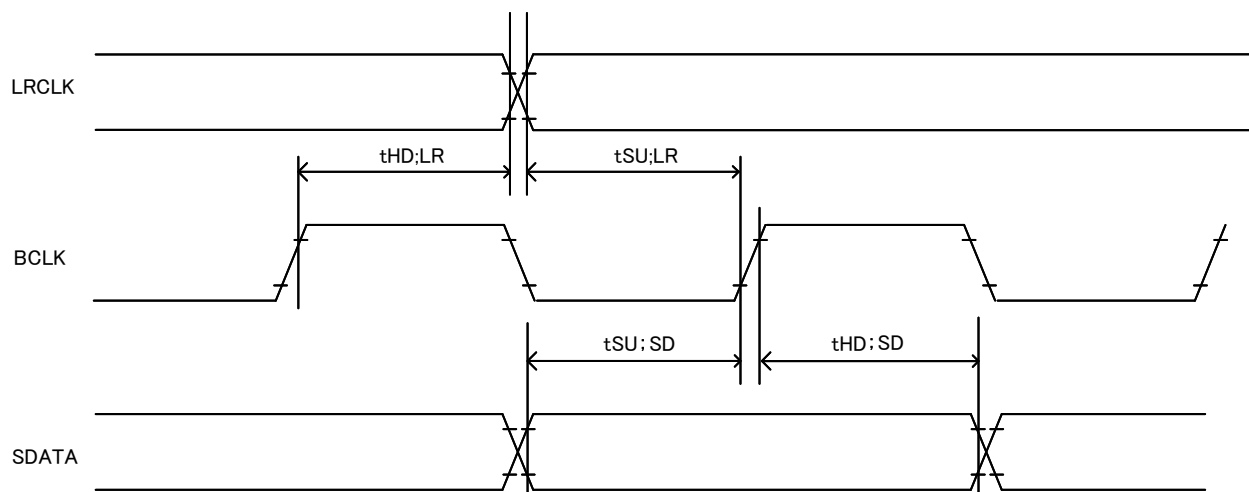 LRCLK
tHD;LR
tSU;LR
BCLK
tSU;SD
tHD;SD
SDATA